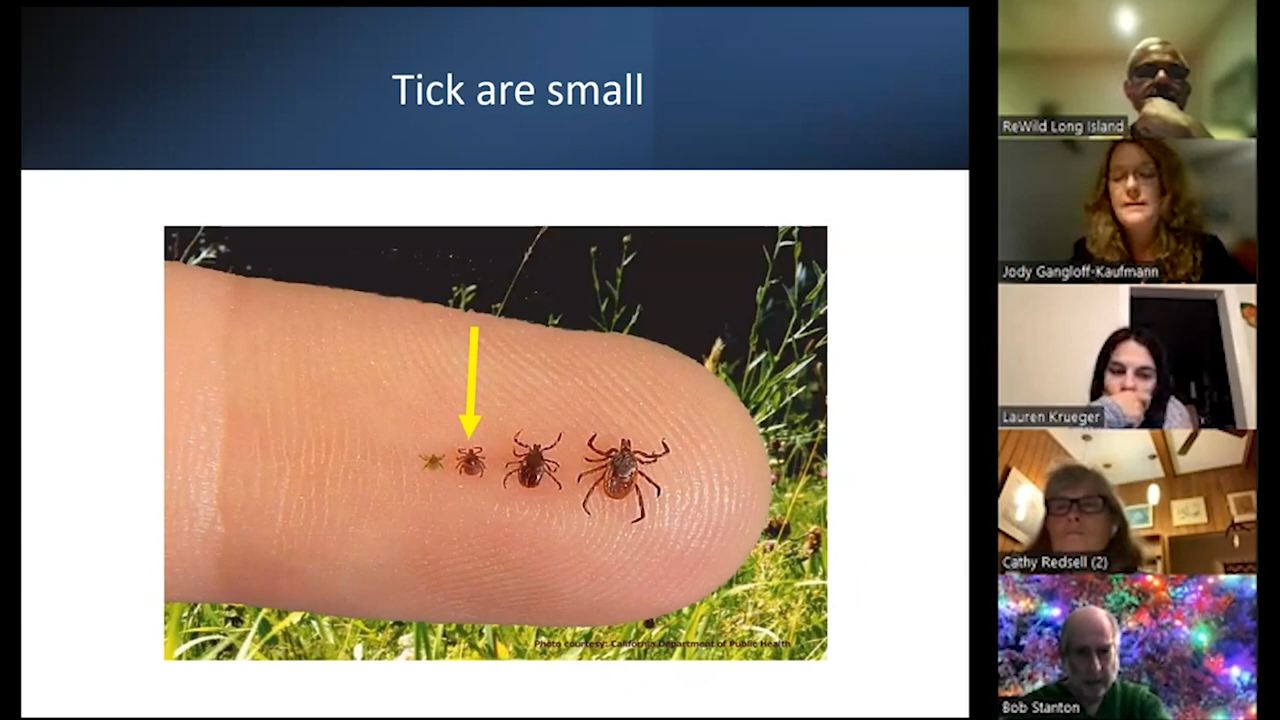 Tick are small
Photo courtesy: California Department of Public Health
ReWild Long Island
Jody Gangloff-Kaufmann
Lauren Krueger
Cathy Redsell (2)
Bob Stanton